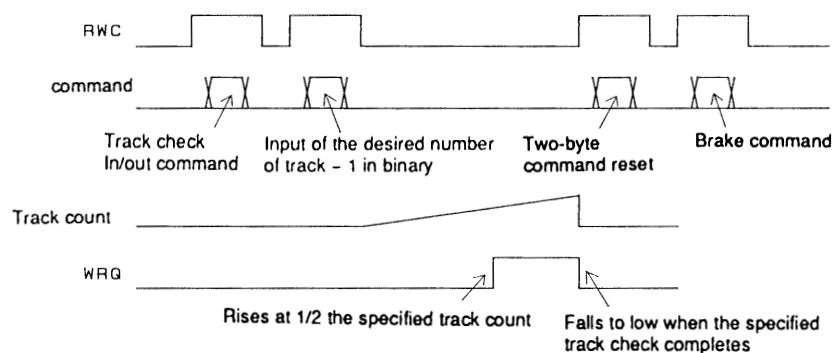 RWC
command
Track check
In/out command
Input of the desired number
of track – 1 in binary
Two-byte
command reset
Brake command
Track count
WRQ
Rises at 1/2 the specified track count
Falls to low when the specified
track check completes